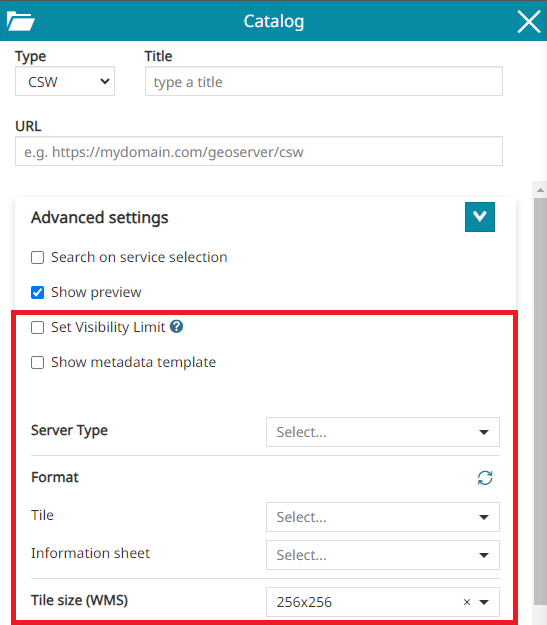 Catalog
Type Title
CSW type a title
URL
e.g. https://mydomain.com/geoserver/csw
Advanced settings
Search on service selection
Show preview
Set Visibility Limit ?
Show metadata template
Server Type Select...
Format
Tile Select...
Information sheet Select...
Tile size (WMS) 256x256 ×